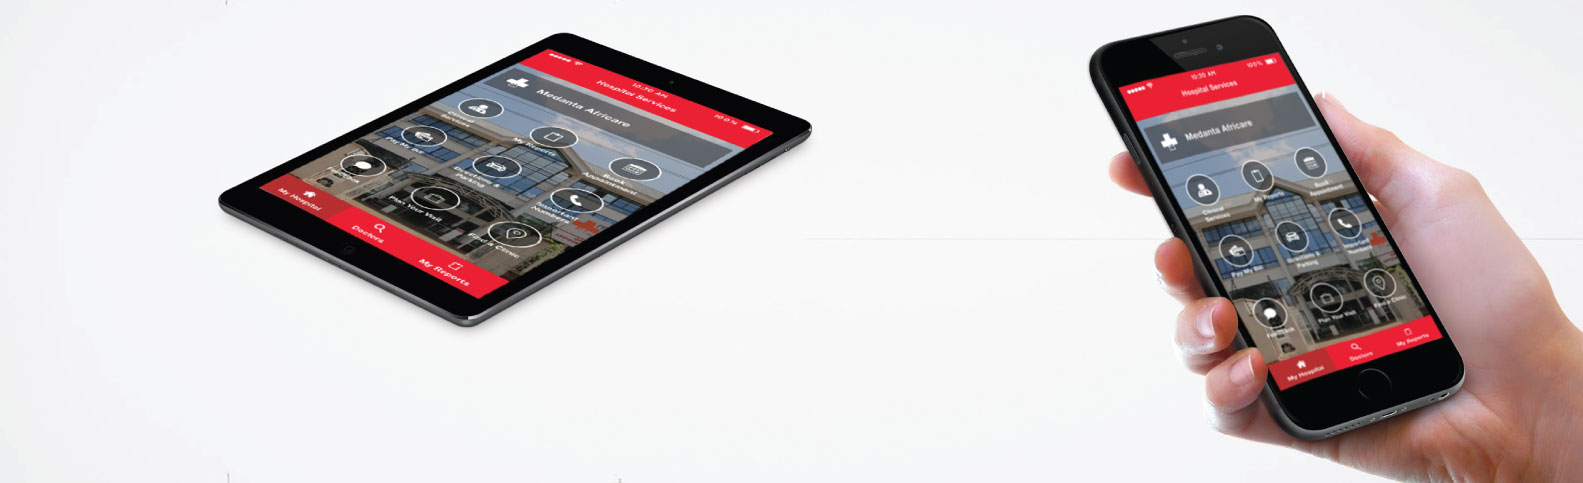 10:30 AM
100%
Hospital Services
Medanta Africare
Clinical
Services
My Reports
Book
Appointment
Pay My Bill
Directions &
Parking
Important
Numbers
Feedback
Plan Your Visit
Find a Clinic
My Hospital
Doctors
My Reports
10:30 AM
100%
Hospital Services
Medanta Africare
Clinical
Services
My Reports
Book
Appointment
Pay My Bill
Directions &
Parking
Important
Numbers
Feedback
Plan Your Visit
Find a Clinic
My Hospital
Doctors
My Reports